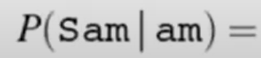 P(Sam | am) =